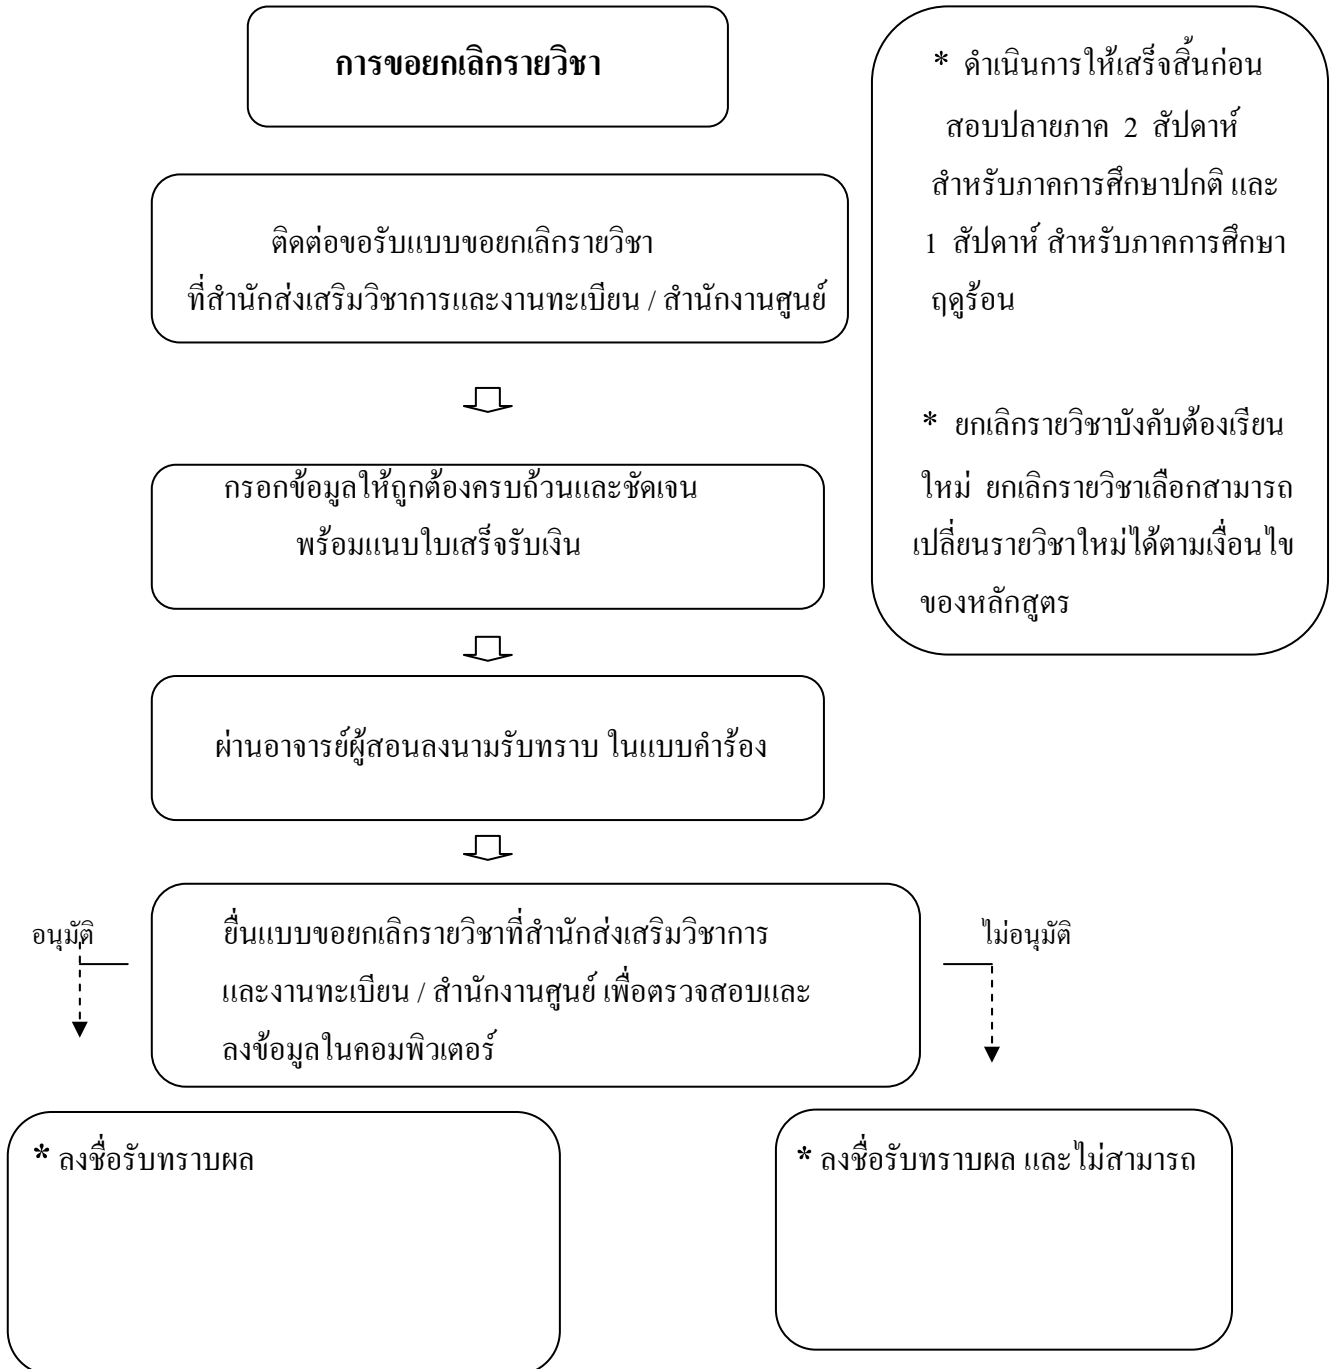 การขอยกเลิกรายวิชา
ติดต่อขอรับแบบขอยกเลิกรายวิชา
ที่สำนักส่งเสริมวิชาการและงานทะเบียน / สำนักงานศูนย์
กรอกข้อมูลให้ถูกต้องครบถ้วนและชัดเจน
พร้อมแนบใบเสร็จรับเงิน
ผ่านอาจารย์ผู้สอนลงนามรับทราบ ในแบบคำร้อง
ยื่นแบบขอยกเลิกรายวิชาที่สำนักส่งเสริมวิชาการ
และงานทะเบียน / สำนักงานศูนย์ เพื่อตรวจสอบและ
ลงข้อมูลในคอมพิวเตอร์
อนุมัติ
ไม่อนุมัติ
* ลงชื่อรับทราบผล
* ลงชื่อรับทราบผล และไม่สามารถ
* ดำเนินการให้เสร็จสิ้นก่อน
สอบปลายภาค 2 สัปดาห์
สำหรับภาคการศึกษาปกติ และ
1 สัปดาห์ สำหรับภาคการศึกษา
ฤดูร้อน
* ยกเลิกรายวิชาบังคับต้องเรียน
ใหม่ ยกเลิกรายวิชาเลือกสามารถ
เปลี่ยนรายวิชาใหม่ได้ตามเงื่อนไข
ของหลักสูตร